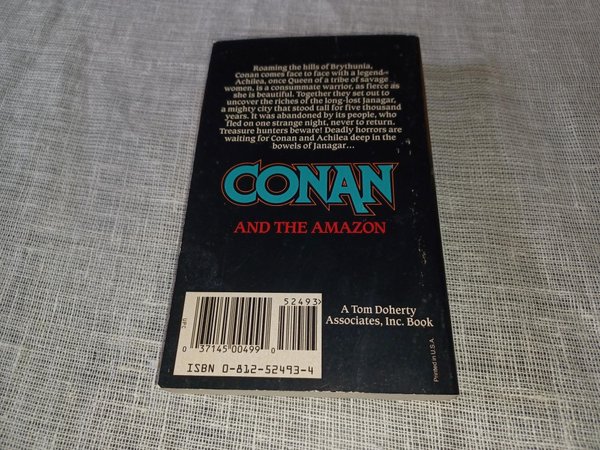 Roaming the hills of Brythunia,
Conan comes face to face with a legend—
Achilea, once Queen of a tribe of savage
women, is a consummate warrior, as fierce as
she is beautiful. Together they set out to
uncover the riches of the long-lost Janagar,
a mighty city that stood tall for five thousand
years. It was abandoned by its people, who
fled on one strange night, never to return.
Treasure hunters beware! Deadly horrors are
waiting for Conan and Achilea deep in the
bowels of Janagar...
CONAN
AND THE AMAZON
52493>
UPC
0 37145 00499 0
ISBN 0-812-52493-4
A Tom Doherty
Associates, Inc. Book
Printed in U.S.A.